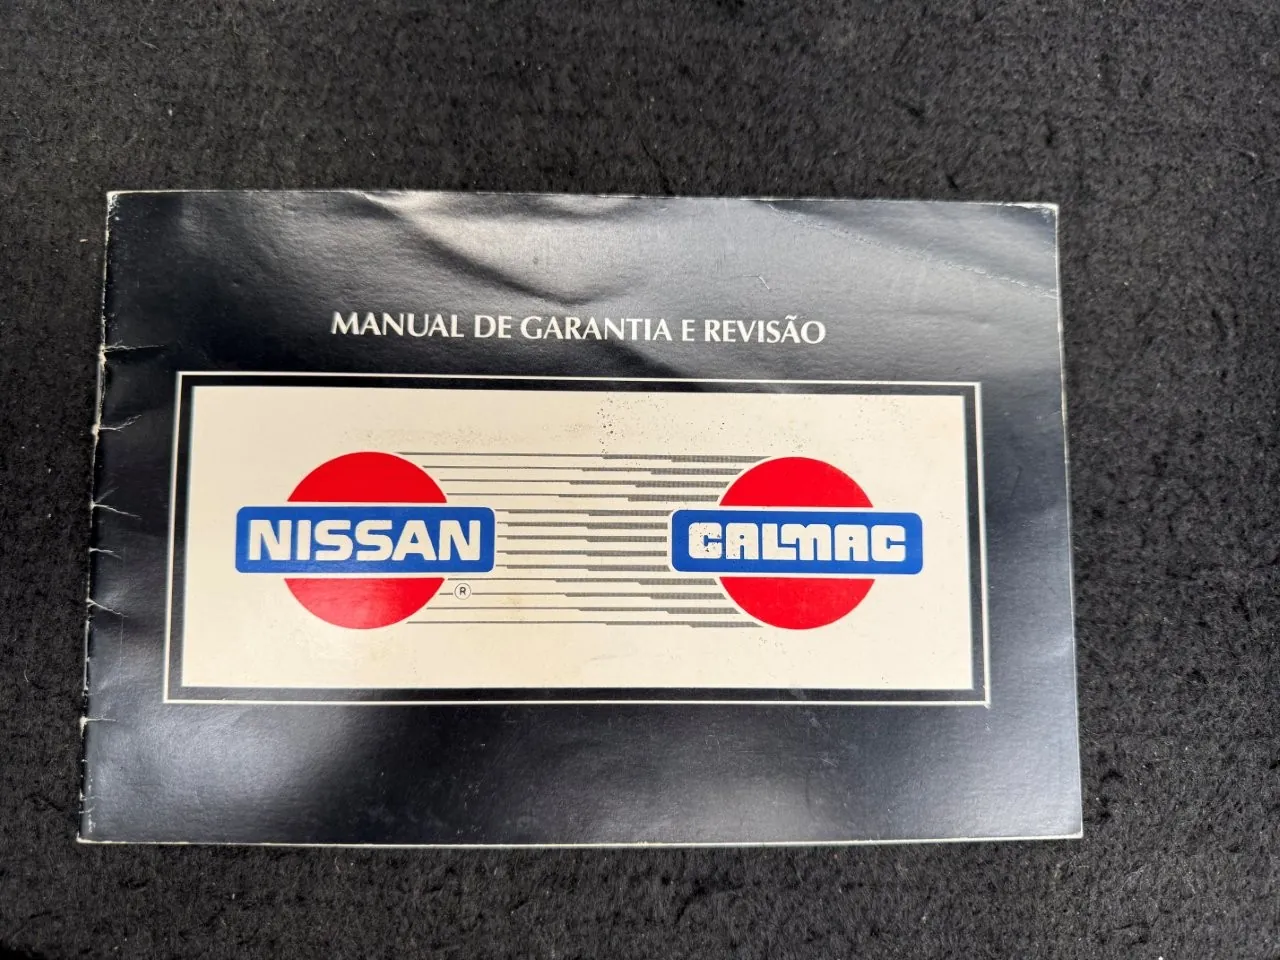 MANUAL DE GARANTIA E REVISÃO
NISSAN
®
CALMAC